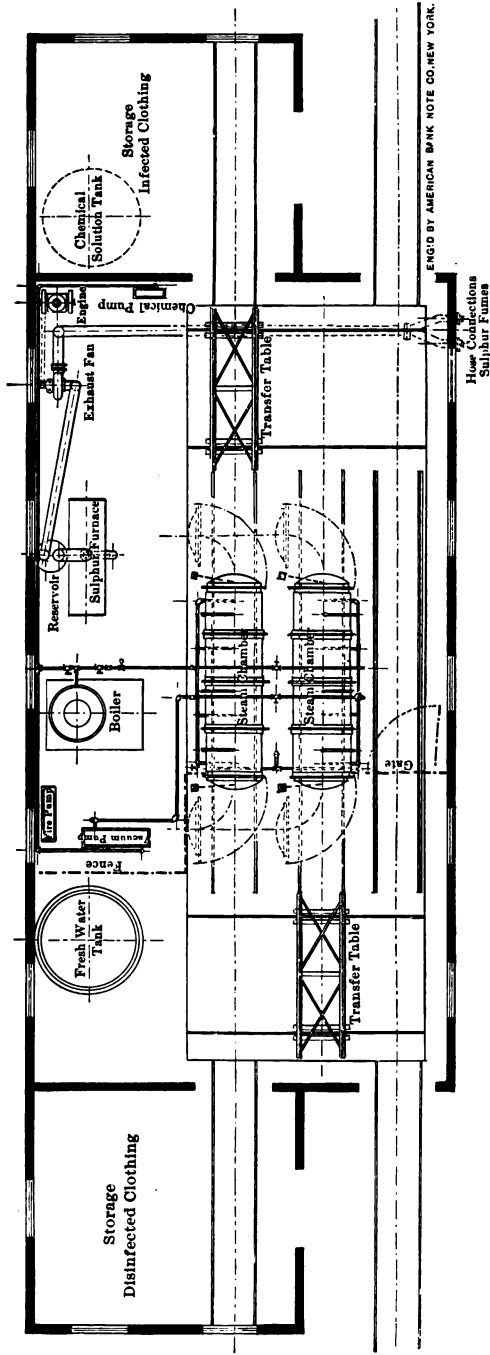 Storage
Disinfected Clothing
Fresh Water
Tank
Fence
Fire Pump
Vacuum Pump
Boiler
Reservoir
Sulphur Furnace
Exhaust Fan
Engine
Chemical Pump
Chemical
Solution Tank
Storage
Infected Clothing
Transfer Table
Steam Chamber
Steam Chamber
Transfer Table
Gate
Hose Connections
Sulphur Fumes
ENG'D BY AMERICAN BANK NOTE CO. NEW YORK.